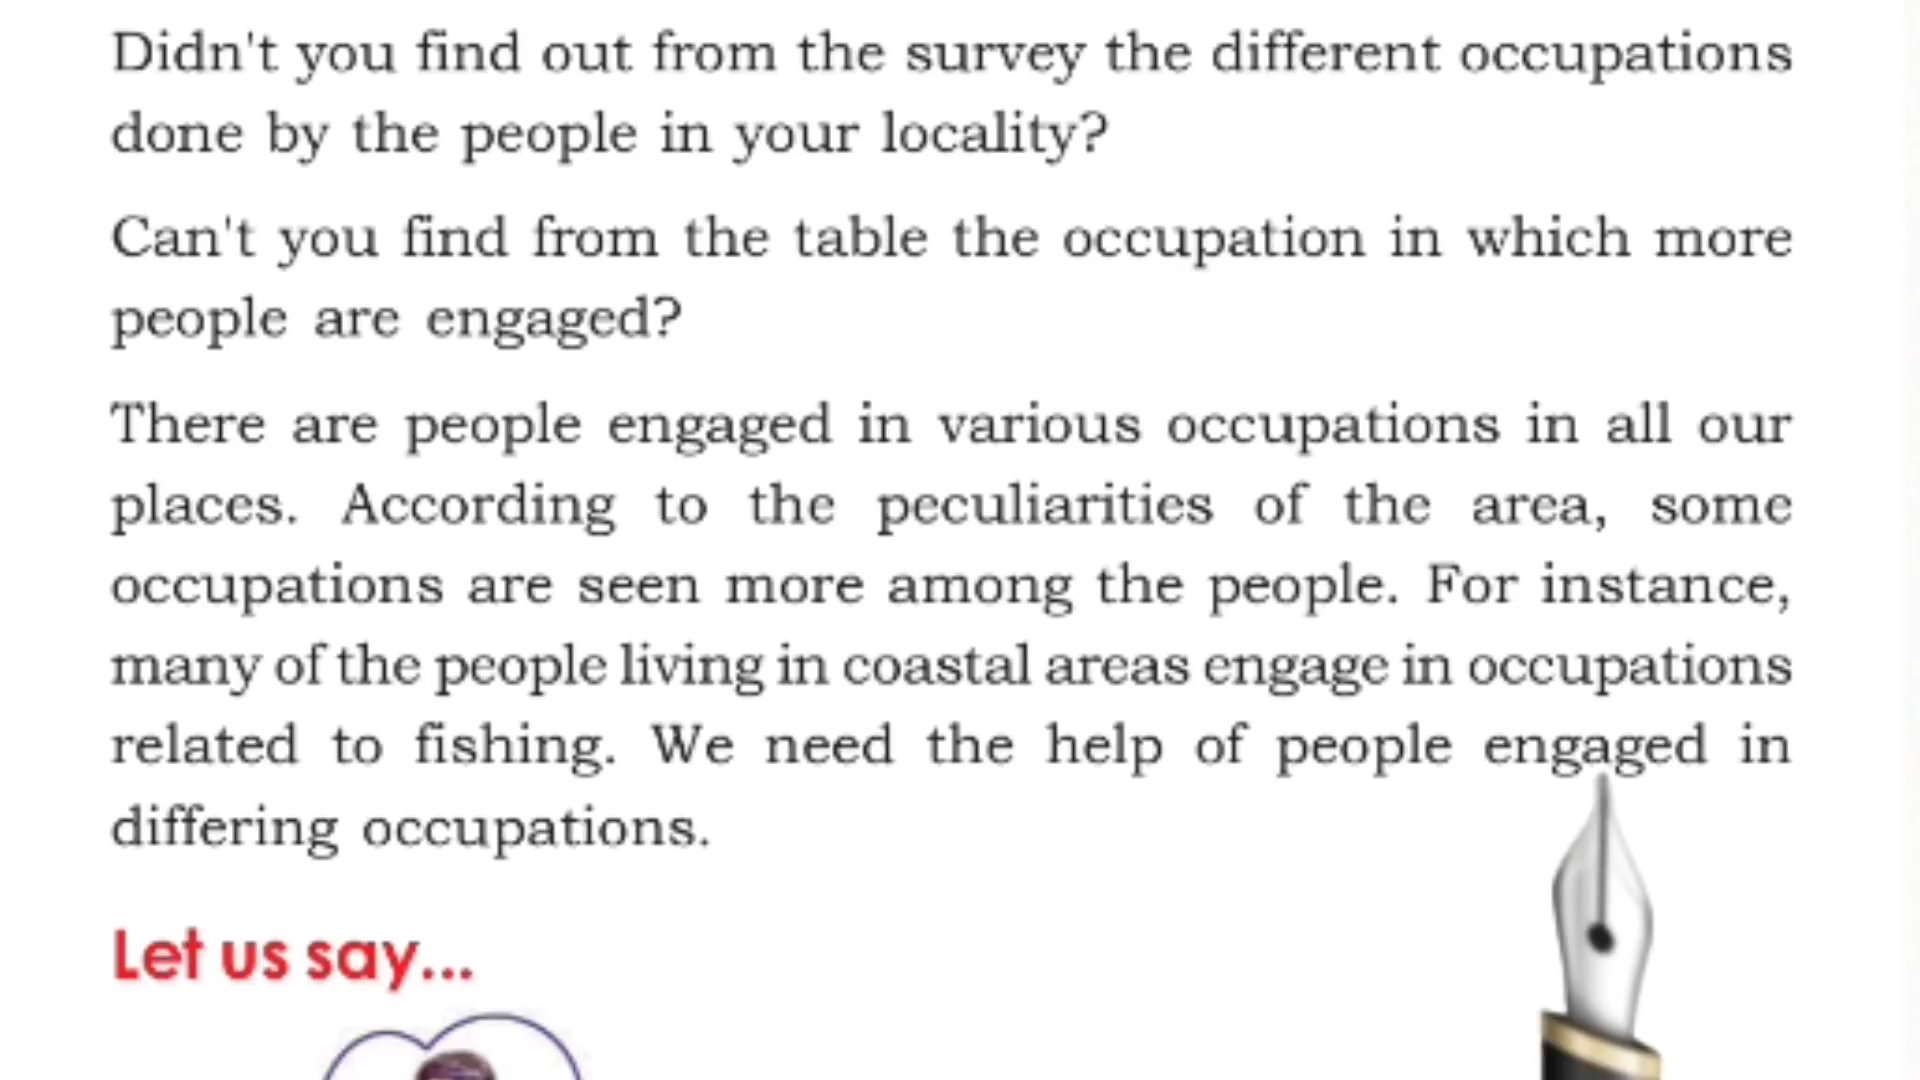 Didn't you find out from the survey the different occupations
done by the people in your locality?
Can't you find from the table the occupation in which more
people are engaged?
There are people engaged in various occupations in all our
places. According to the peculiarities of the area, some
occupations are seen more among the people. For instance,
many of the people living in coastal areas engage in occupations
related to fishing. We need the help of people engaged in
differing occupations.
Let us say...